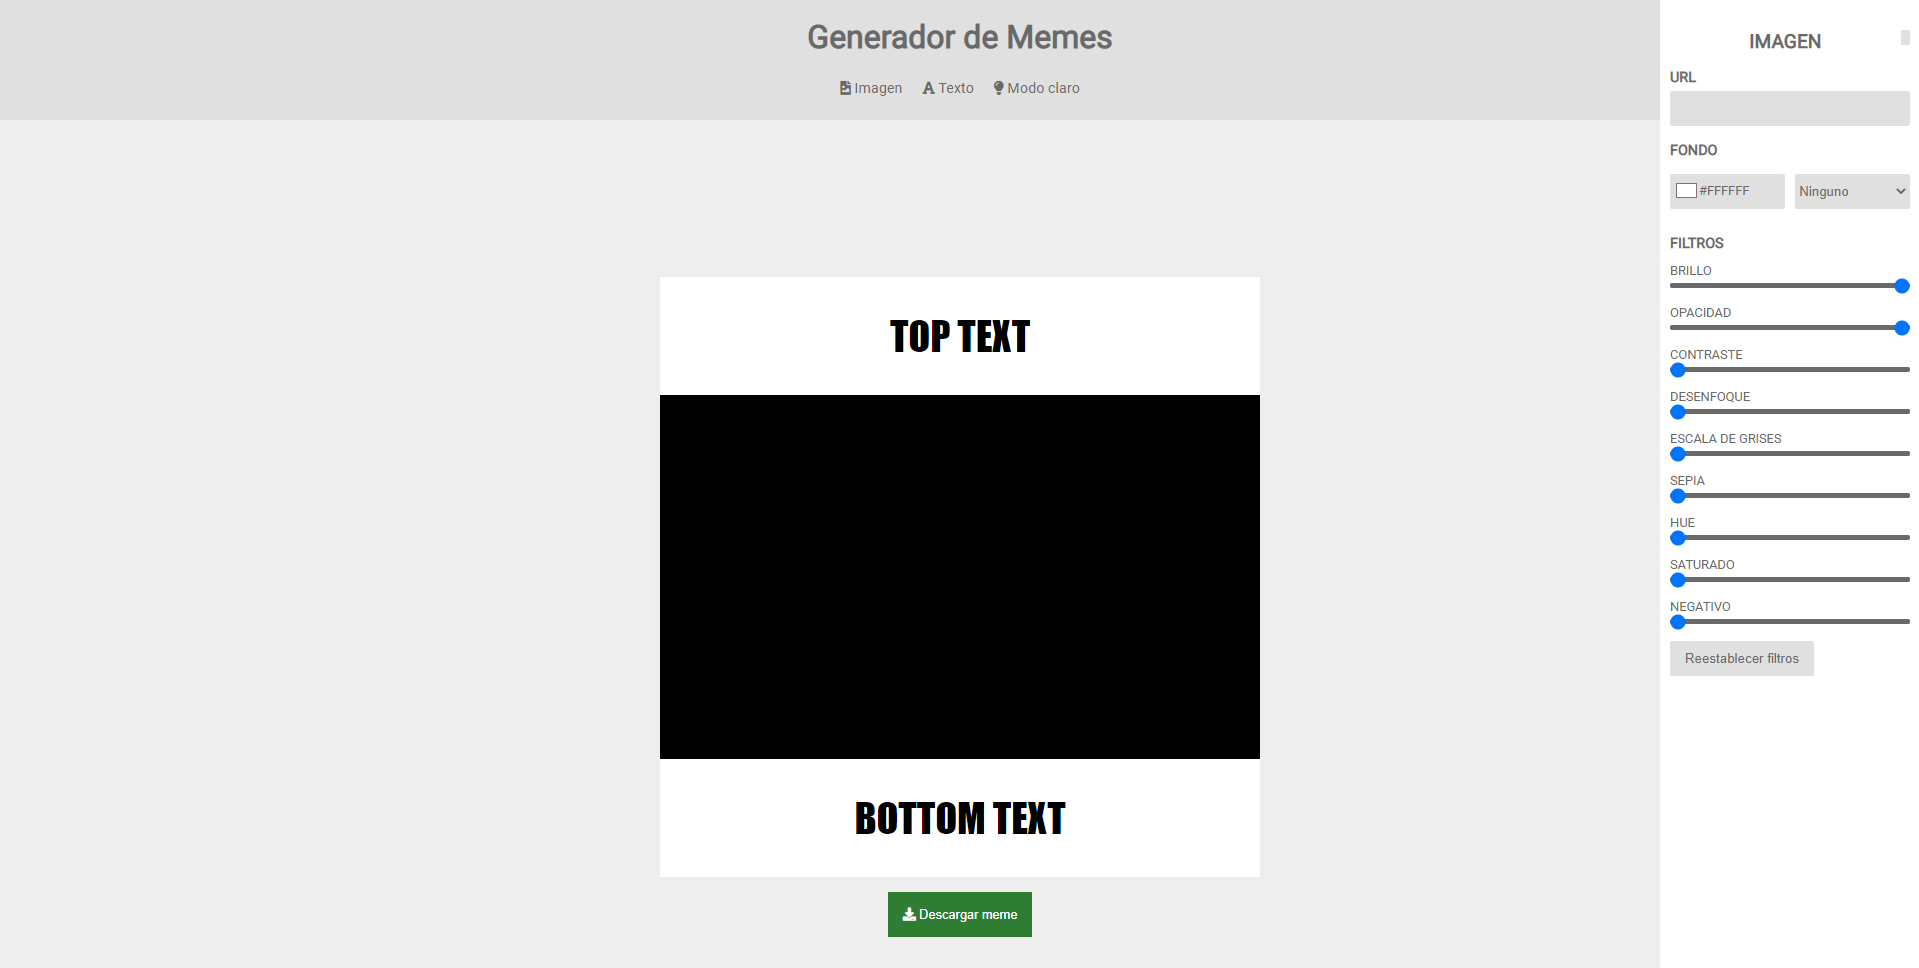 Generador de Memes
Imagen Texto Modo claro
TOP TEXT
BOTTOM TEXT
Descargar meme
IMAGEN
URL
FONDO
#FFFFFF Ninguno
FILTROS
BRILLO
OPACIDAD
CONTRASTE
DESENFOQUE
ESCALA DE GRISES
SEPIA
HUE
SATURADO
NEGATIVO
Reestablecer filtros